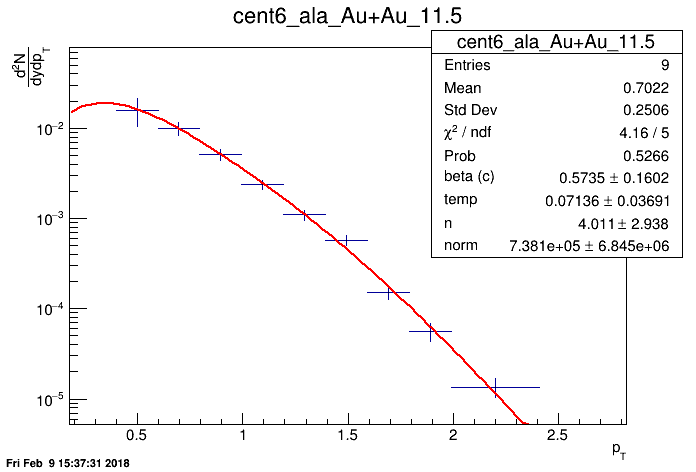 cent6_ala_Au+Au_11.5
cent6_ala_Au+Au_11.5
Entries 9
Mean 0.7022
Std Dev 0.2506
χ² / ndf 4.16 / 5
Prob 0.5266
beta (c) 0.5735 ± 0.1602
temp 0.07136 ± 0.03691
n 4.011 ± 2.938
norm 7.381e+05 ± 6.845e+06
d²N
dydp_T
10⁻²
10⁻³
10⁻⁴
10⁻⁵
0.5 1 1.5 2 2.5
p_T
Fri Feb 9 15:37:31 2018